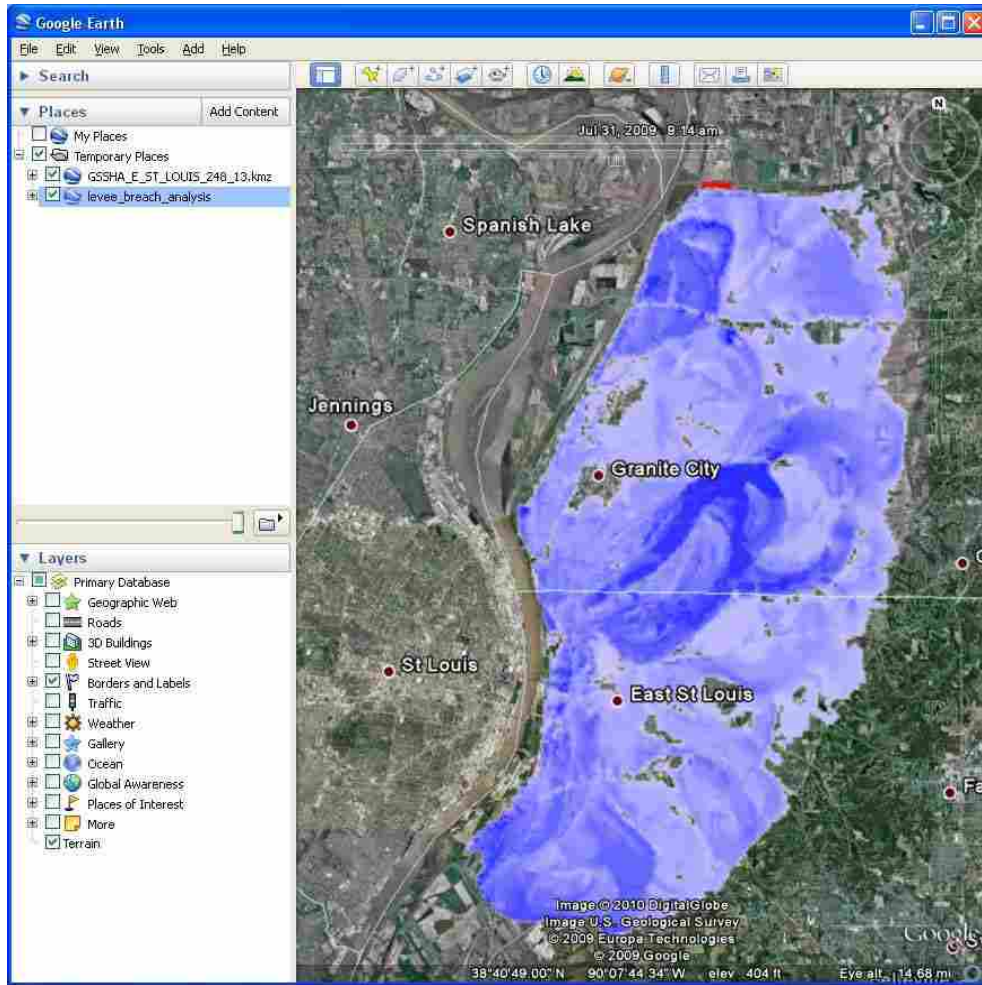 Google Earth
File Edit View Tools Add Help
Search
Places Add Content
My Places
Temporary Places
GSSHA_E_ST_LOUIS_248_13.kmz
levee_breach_analysis
Layers
Primary Database
Geographic Web
Roads
3D Buildings
Street View
Borders and Labels
Traffic
Weather
Gallery
Ocean
Global Awareness
Places of Interest
More
Terrain
Jul 31, 2009 9:14 am
N
Spanish Lake
Jennings
Granite City
St Louis
East St Louis
Fa
Image © 2010 DigitalGlobe
Image U.S. Geological Survey
© 2009 Europa Technologies
© 2009 Google
Google
38°40'49.00" N 90°07'44.34" W elev 404 ft Eye alt 14.68 mi